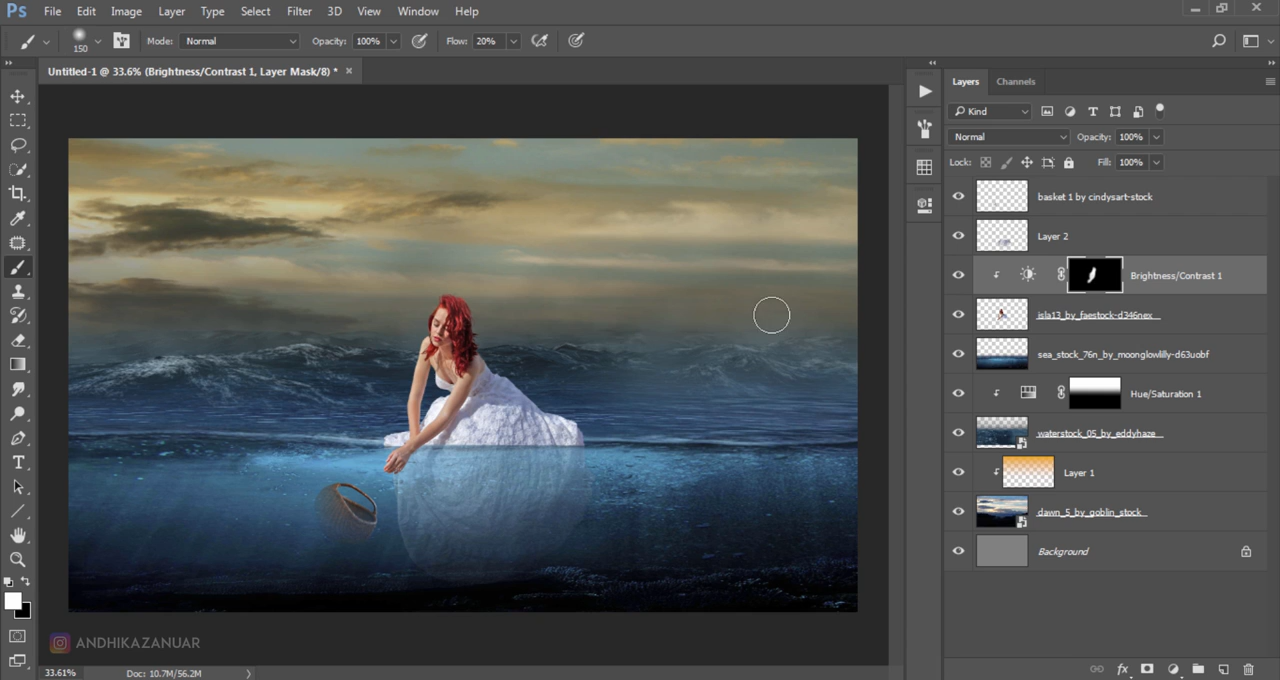 Ps File Edit Image Layer Type Select Filter 3D View Window Help
150 Mode: Normal Opacity: 100% Flow: 20%
Untitled-1 @ 33.6% (Brightness/Contrast 1, Layer Mask/8) * ×
Layers Channels
Kind
Normal Opacity: 100%
Lock: Fill: 100%
basket 1 by cindysart-stock
Layer 2
Brightness/Contrast 1
isla13_by_faestock-d346nex
sea_stock_76n_by_moonglowlilly-d63uobf
Hue/Saturation 1
waterstock_05_by_eddyhaze
Layer 1
dawn_5_by_goblin_stock
Background
ANDHIKAZANUAR
33.61% Doc: 10.7M/56.2M